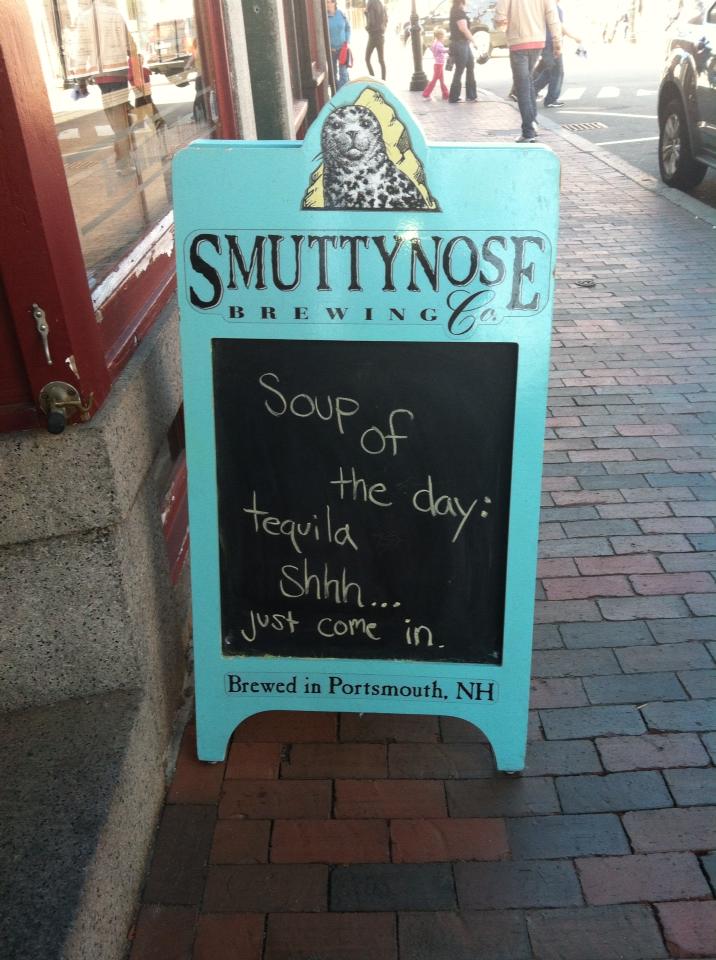 SMUTTYNOSE
BREWING Co.
Soup of
the day:
tequila
Shhh...
just come in.
Brewed in Portsmouth, NH